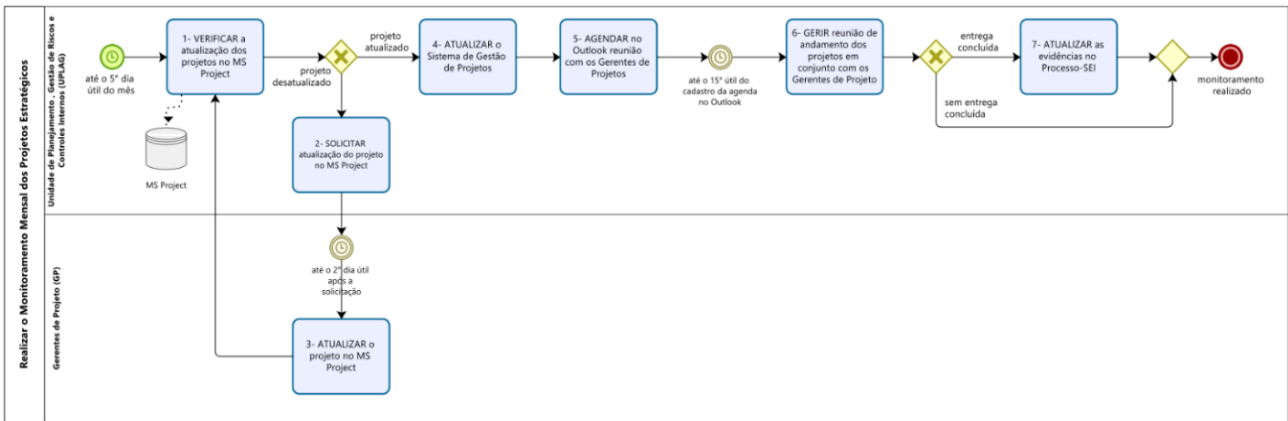 Realizar o Monitoramento Mensal dos Projetos Estratégicos
Unidade de Planejamento , Gestão de Riscos e
Controles Internos (UPLAG)
até o 5° dia
útil do mês
1- VERIFICAR a
atualização dos
projetos no MS
Project
MS Project
projeto
atualizado
projeto
desatualizado
2- SOLICITAR
atualização do projeto
no MS Project
4- ATUALIZAR o
Sistema de Gestão
de Projetos
5- AGENDAR no
Outlook reunião
com os Gerentes
de Projetos
até o 15° útil do
cadastro da agenda
no Outlook
6- GERIR reunião de
andamento dos
projetos em
conjunto com os
Gerentes de Projeto
entrega
concluída
sem entrega
concluída
7- ATUALIZAR as
evidências no
Processo-SEI
monitoramento
realizado
Gerentes de Projeto (GP)
até o 2° dia útil
após a
solicitação
3- ATUALIZAR o
projeto no MS
Project